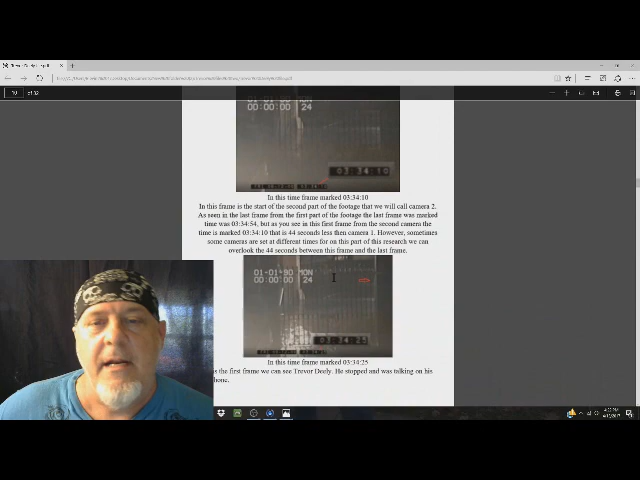 10 of 32
01-01-90 MON
00:00:00 24
03:34:10
In this time frame marked 03:34:10
In this frame is the start of the second part of the footage that we will call camera 2.
As seen in the last frame from the first part of the footage the last frame was marked
time was 03:34:54, but as you see in this first frame from the second camera the
time is marked 03:34:10 that is 44 seconds less then camera 1. However, sometimes
some cameras are set at different times for on this part of this research we can
overlook the 44 seconds between this frame and the last frame.
01-01-90 MON
00:00:00 24
03:34:25
In this time frame marked 03:34:25
s the first frame we can see Trevor Deely. He stopped and was talking on his
hone.